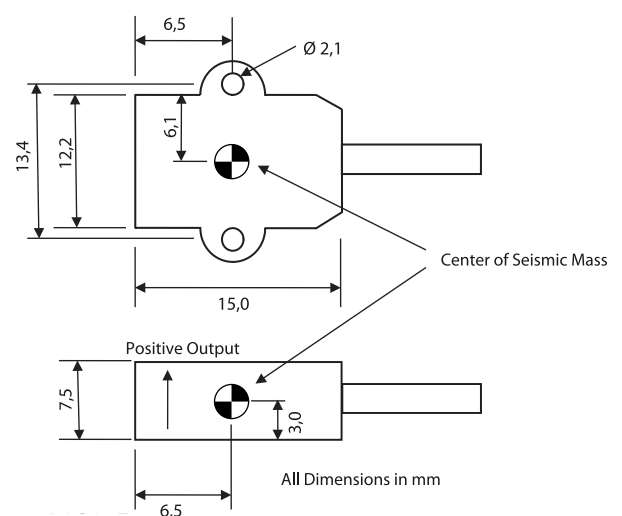 6,5
Ø 2,1
6,1
12,2
13,4
Center of Seismic Mass
15,0
Positive Output
7,5
3,0
All Dimensions in mm
6,5